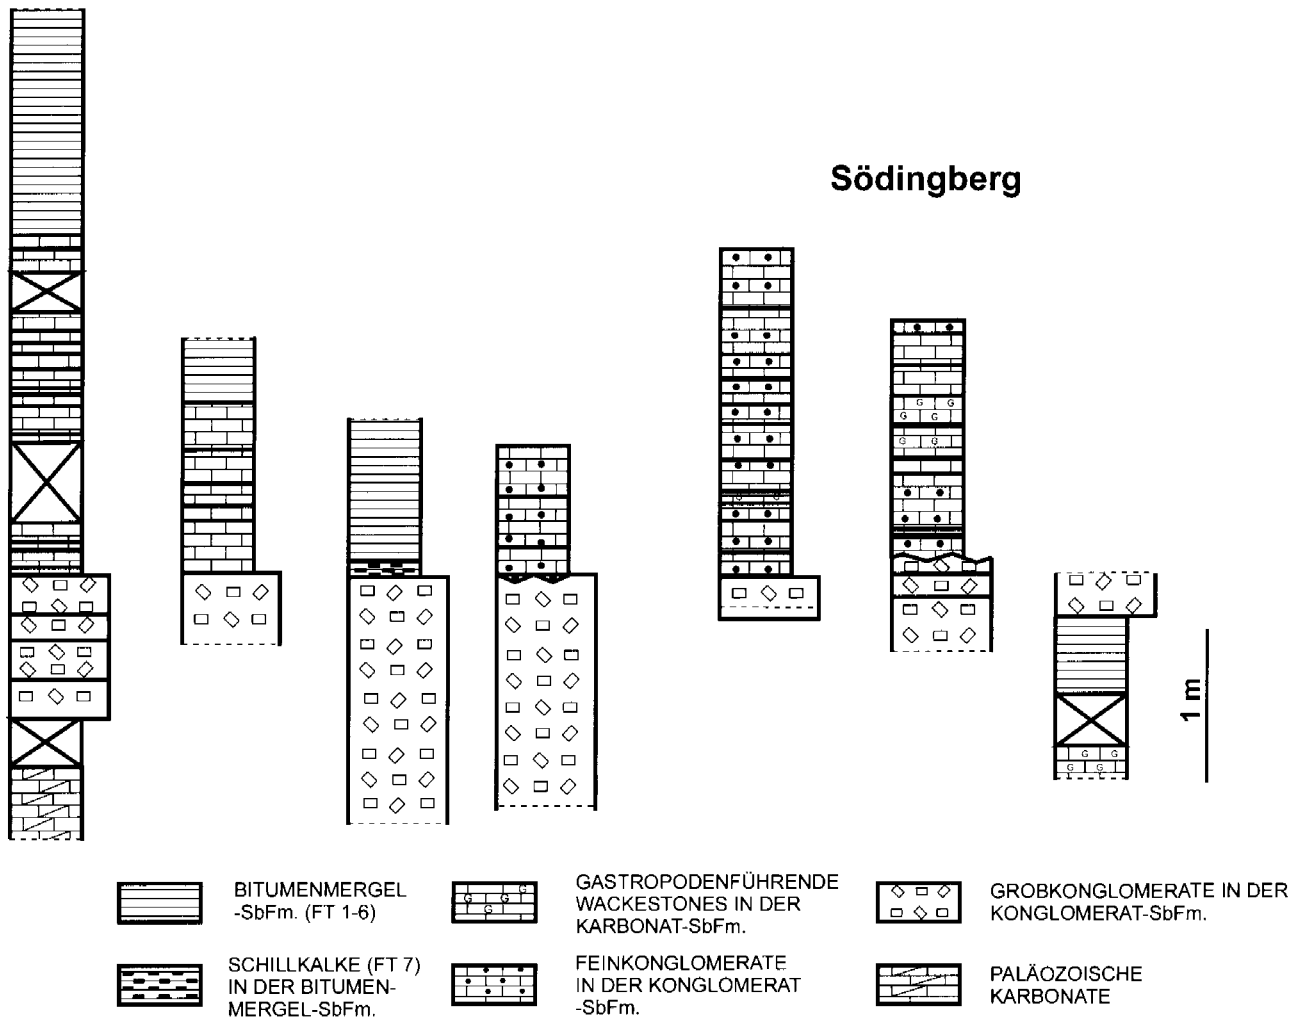 Södingberg
1 m
BITUMENMERGEL
-SbFm. (FT 1-6)
GASTROPODENFÜHRENDE
WACKESTONES IN DER
KARBONAT-SbFm.
GROBKONGLOMERATE IN DER
KONGLOMERAT-SbFm.
SCHILLKALKE (FT 7)
IN DER BITUMEN-
MERGEL-SbFm.
FEINKONGLOMERATE
IN DER KONGLOMERAT
-SbFm.
PALÄOZOISCHE
KARBONATE